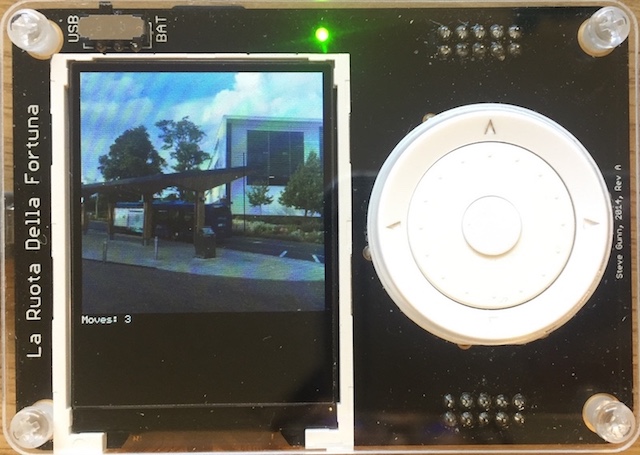 USB
BAT
La Ruota Della Fortuna
Moves: 3
Steve Gunn, 2014, Rev A